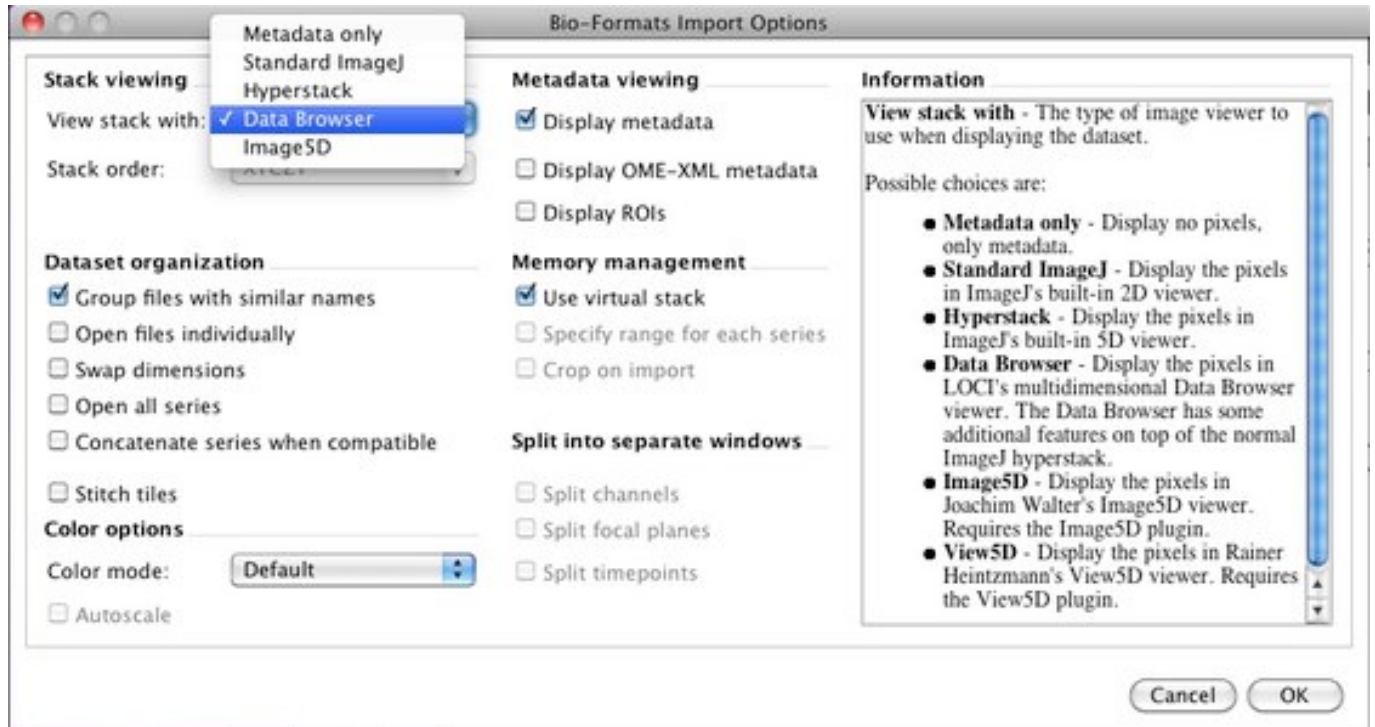 Bio-Formats Import Options
Metadata only
Standard ImageJ
Hyperstack
✓ Data Browser
Image5D
Stack viewing
View stack with:
Stack order:
Metadata viewing
Display metadata
Display OME-XML metadata
Display ROIs
Dataset organization
Group files with similar names
Open files individually
Swap dimensions
Open all series
Concatenate series when compatible
Stitch tiles
Memory management
Use virtual stack
Specify range for each series
Crop on import
Split into separate windows
Split channels
Split focal planes
Split timepoints
Color options
Color mode: Default
Autoscale
Information
View stack with - The type of image viewer to
use when displaying the dataset.
Possible choices are:
● Metadata only - Display no pixels,
only metadata.
● Standard ImageJ - Display the pixels
in ImageJ's built-in 2D viewer.
● Hyperstack - Display the pixels in
ImageJ's built-in 5D viewer.
● Data Browser - Display the pixels in
LOCI's multidimensional Data Browser
viewer. The Data Browser has some
additional features on top of the normal
ImageJ hyperstack.
● Image5D - Display the pixels in
Joachim Walter's Image5D viewer.
Requires the Image5D plugin.
● View5D - Display the pixels in Rainer
Heintzmann's View5D viewer. Requires
the View5D plugin.
Cancel
OK